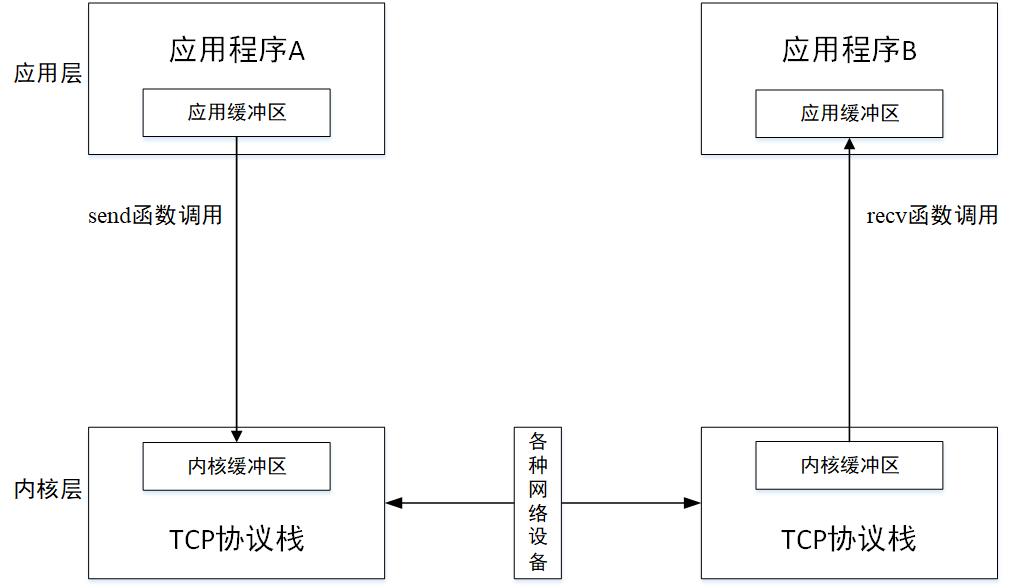 应用程序A
应用程序B
应用层
应用缓冲区
应用缓冲区
send函数调用
recv函数调用
各种网络设备
内核缓冲区
内核缓冲区
内核层
TCP协议栈
TCP协议栈